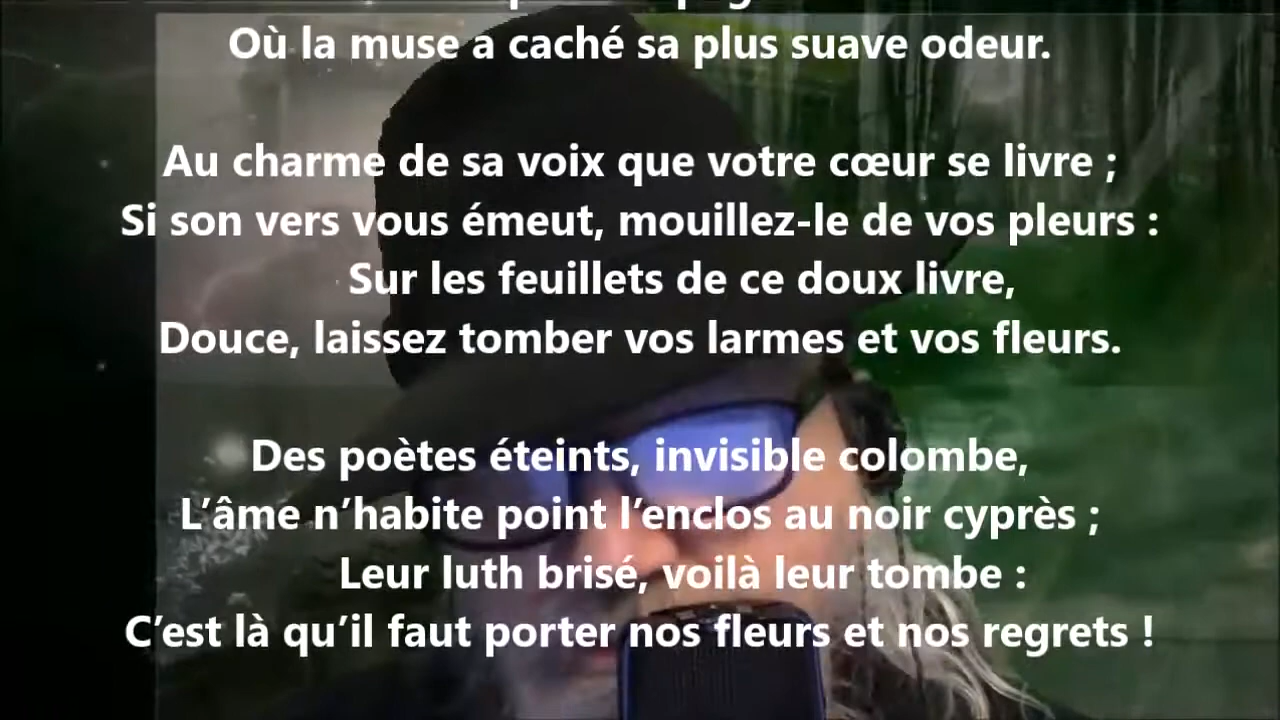 Où la muse a caché sa plus suave odeur.
Au charme de sa voix que votre cœur se livre ;
Si son vers vous émeut, mouillez-le de vos pleurs :
Sur les feuillets de ce doux livre,
Douce, laissez tomber vos larmes et vos fleurs.
Des poètes éteints, invisible colombe,
L’âme n’habite point l’enclos au noir cyprès ;
Leur luth brisé, voilà leur tombe :
C’est là qu’il faut porter nos fleurs et nos regrets !